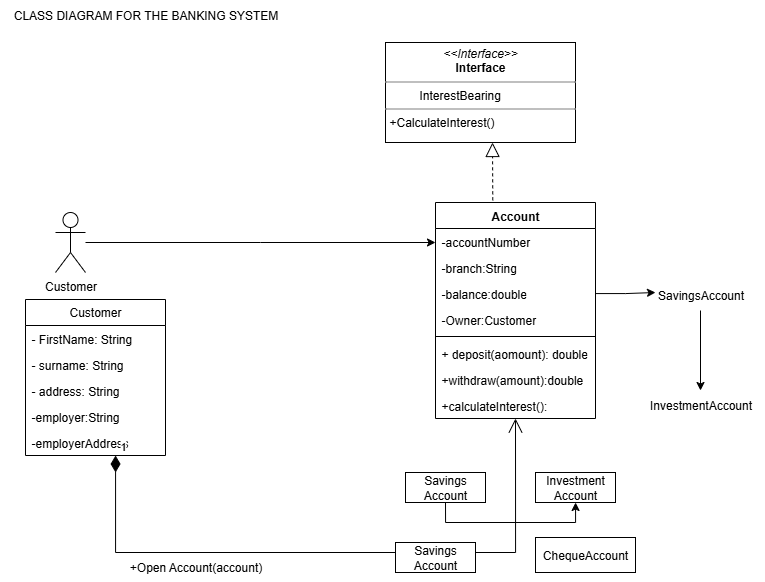 CLASS DIAGRAM FOR THE BANKING SYSTEM
<<Interface>>
Interface
InterestBearing
+CalculateInterest()
Account
-accountNumber
-branch:String
-balance:double
-Owner:Customer
+ deposit(aomount): double
+withdraw(amount):double
+calculateInterest():
Customer
Customer
- FirstName: String
- surname: String
- address: String
-employer:String
1
SavingsAccount
InvestmentAccount
Savings
Account
Investment
Account
Savings
Account
ChequeAccount
+Open Account(account)